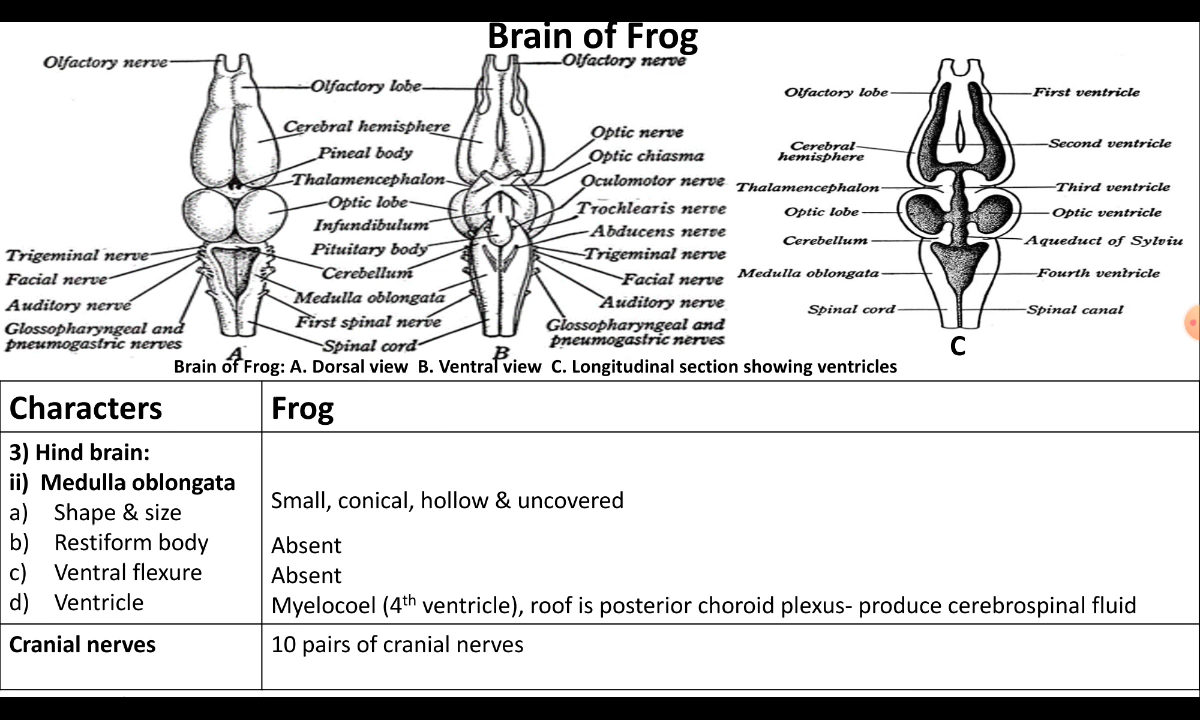 Brain of Frog
Olfactory nerve
Olfactory lobe
Cerebral hemisphere
Pineal body
Thalamencephalon
Optic lobe
Infundibulum
Pituitary body
Cerebellum
Medulla oblongata
First spinal nerve
Spinal cord
Trigeminal nerve
Facial nerve
Auditory nerve
Glossopharyngeal and
pneumogastric nerves
A
Olfactory nerve
Optic nerve
Optic chiasma
Oculomotor nerve
Trochlearis nerve
Abducens nerve
Trigeminal nerve
Facial nerve
Auditory nerve
Glossopharyngeal and
pneumogastric nerves
B
Olfactory lobe
Cerebral
hemisphere
Thalamencephalon
Optic lobe
Cerebellum
Medulla oblongata
Spinal cord
First ventricle
Second ventricle
Third ventricle
Optic ventricle
Aqueduct of Sylviu
Fourth ventricle
Spinal canal
C
Brain of Frog: A. Dorsal view B. Ventral view C. Longitudinal section showing ventricles
Characters
Frog
3) Hind brain:
ii) Medulla oblongata
a) Shape & size
Small, conical, hollow & uncovered
b) Restiform body
Absent
c) Ventral flexure
Absent
d) Ventricle
Myelocoel (4th ventricle), roof is posterior choroid plexus- produce cerebrospinal fluid
Cranial nerves
10 pairs of cranial nerves